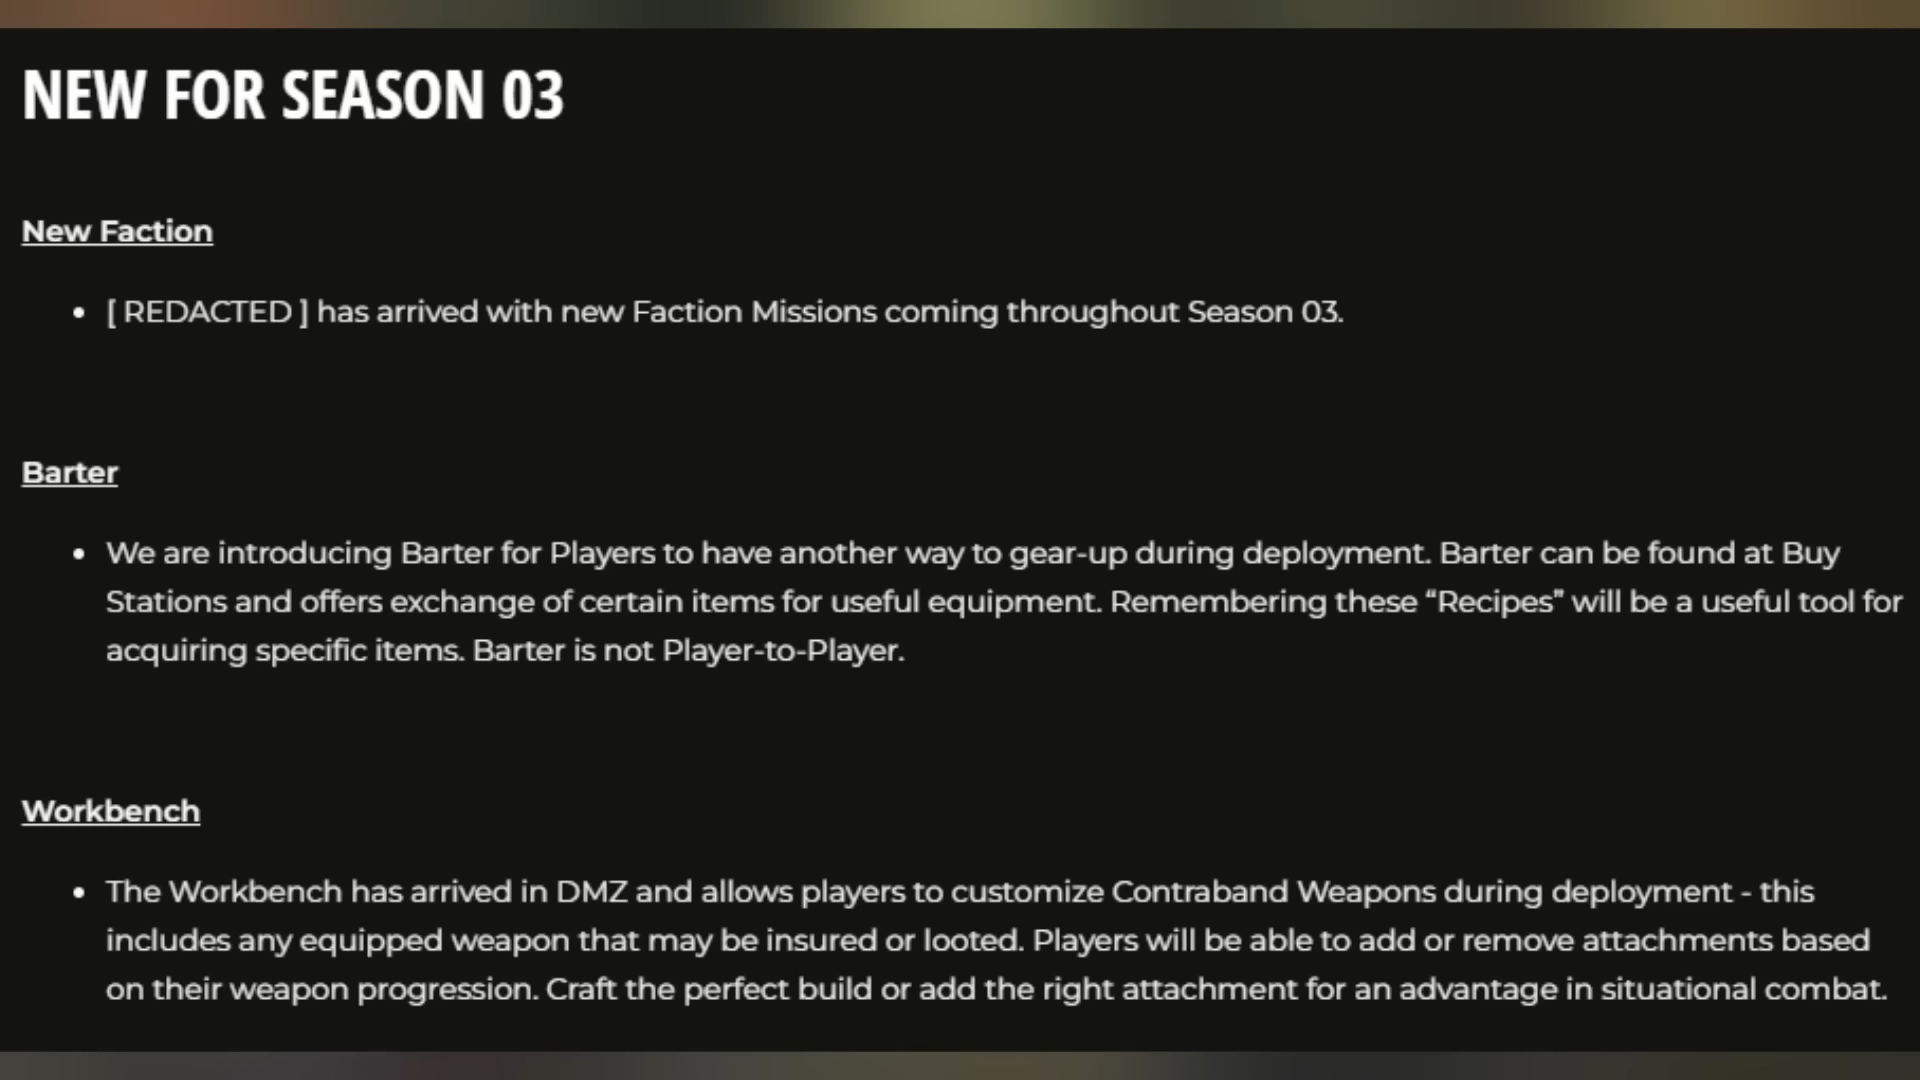 NEW FOR SEASON 03
New Faction
• [ REDACTED ] has arrived with new Faction Missions coming throughout Season 03.
Barter
• We are introducing Barter for Players to have another way to gear-up during deployment. Barter can be found at Buy
Stations and offers exchange of certain items for useful equipment. Remembering these “Recipes” will be a useful tool for
acquiring specific items. Barter is not Player-to-Player.
Workbench
• The Workbench has arrived in DMZ and allows players to customize Contraband Weapons during deployment - this
includes any equipped weapon that may be insured or looted. Players will be able to add or remove attachments based
on their weapon progression. Craft the perfect build or add the right attachment for an advantage in situational combat.